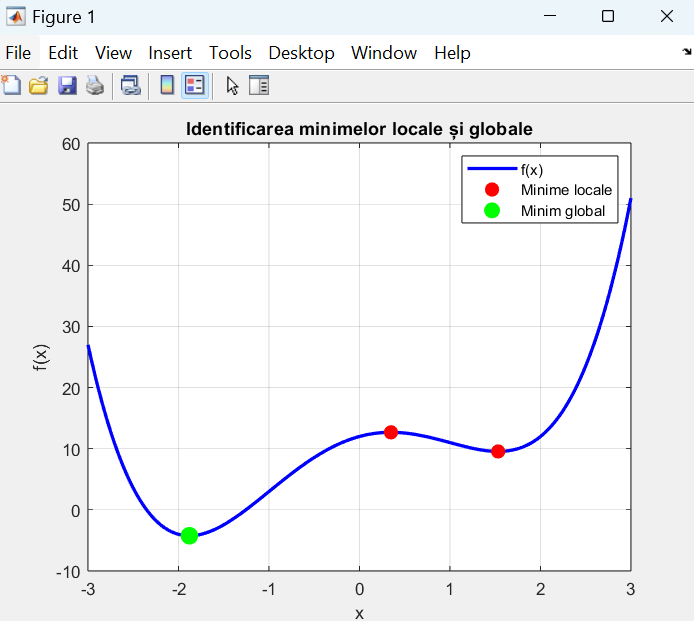 Figure 1
File Edit View Insert Tools Desktop Window Help
Identificarea minimelor locale și globale
f(x)
Minime locale
Minim global
60
50
40
30
20
10
0
-10
f(x)
-3 -2 -1 0 1 2 3
x